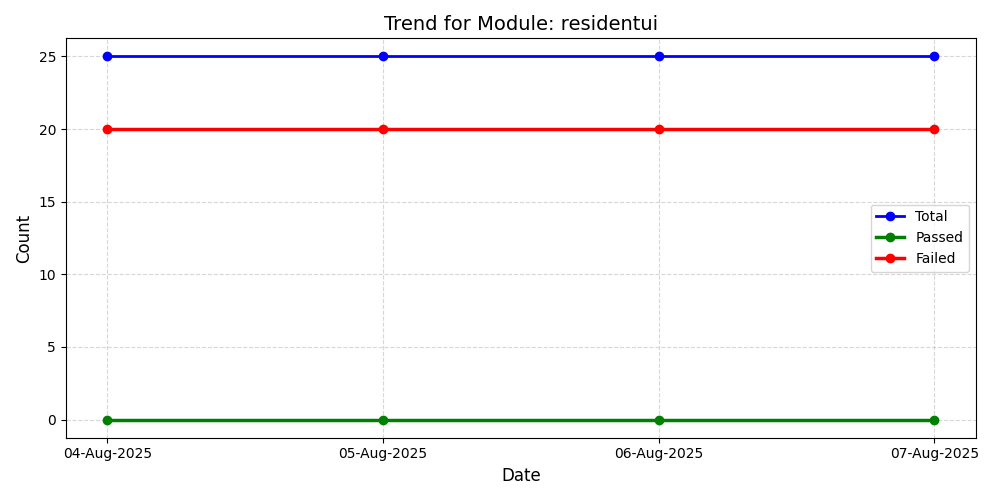 Trend for Module: residentui
Count
25
20
15
10
5
0
Total
Passed
Failed
04-Aug-2025
05-Aug-2025
06-Aug-2025
07-Aug-2025
Date